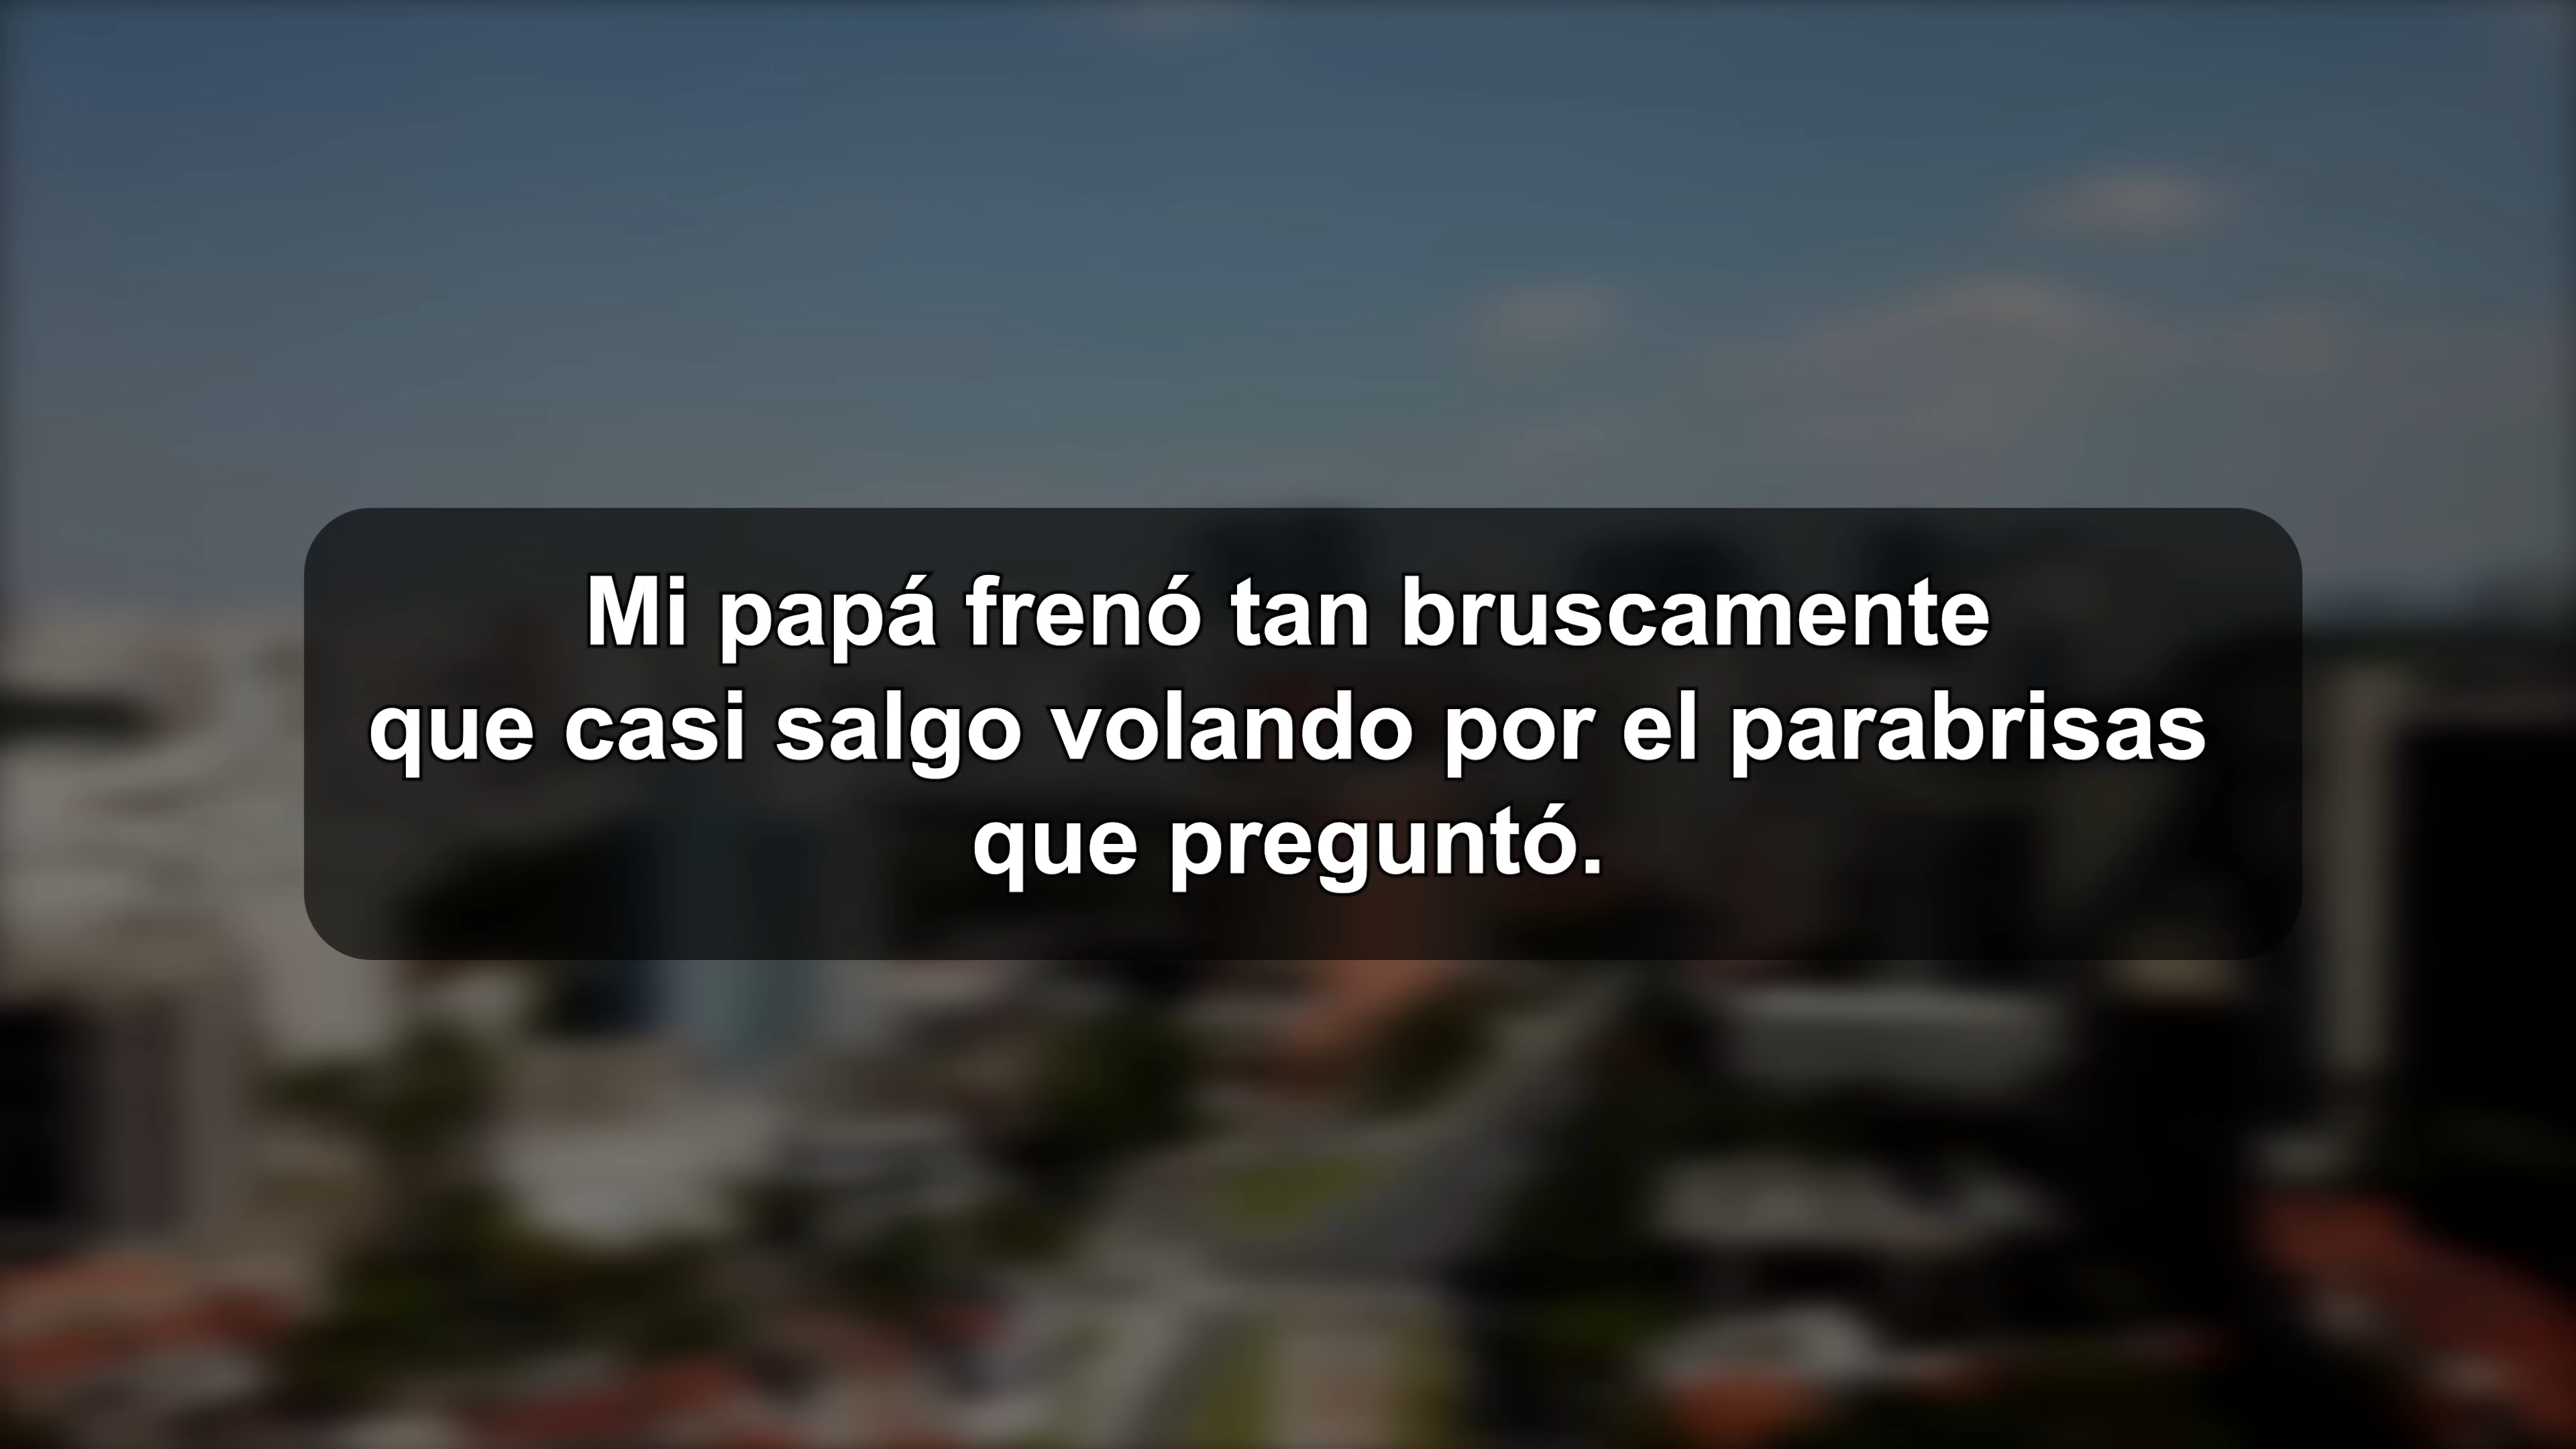 Mi papá frenó tan bruscamente
que casi salgo volando por el parabrisas
que preguntó.